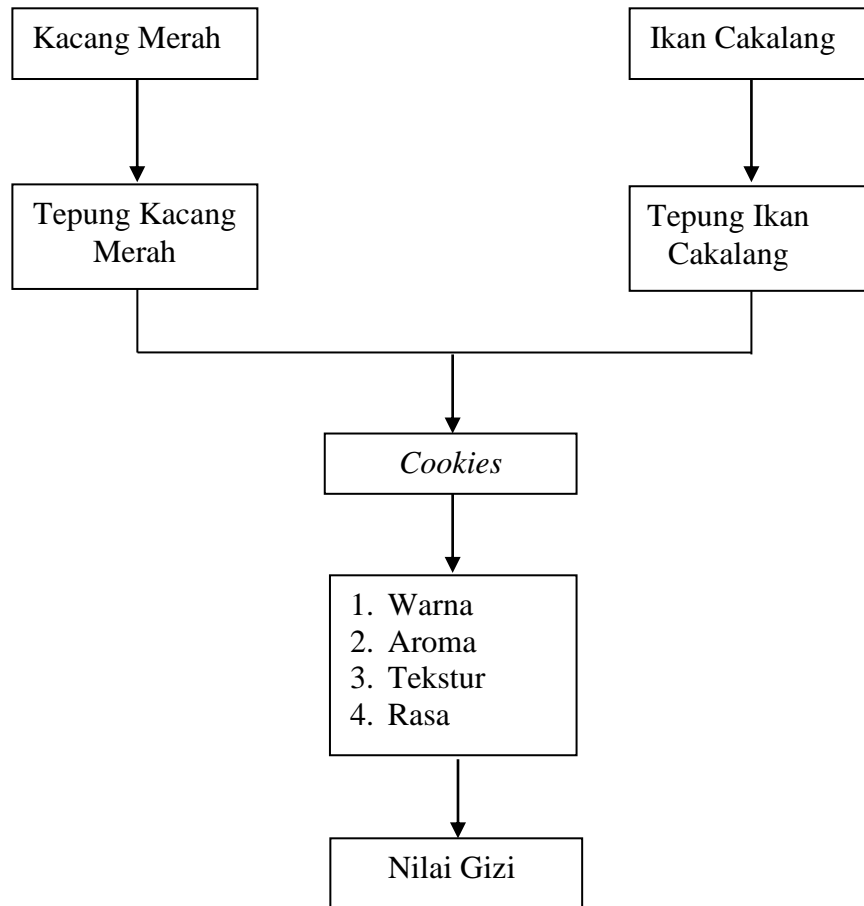 Kacang Merah
Ikan Cakalang
Tepung Kacang
Merah
Tepung Ikan
Cakalang
Cookies
1. Warna
2. Aroma
3. Tekstur
4. Rasa
Nilai Gizi